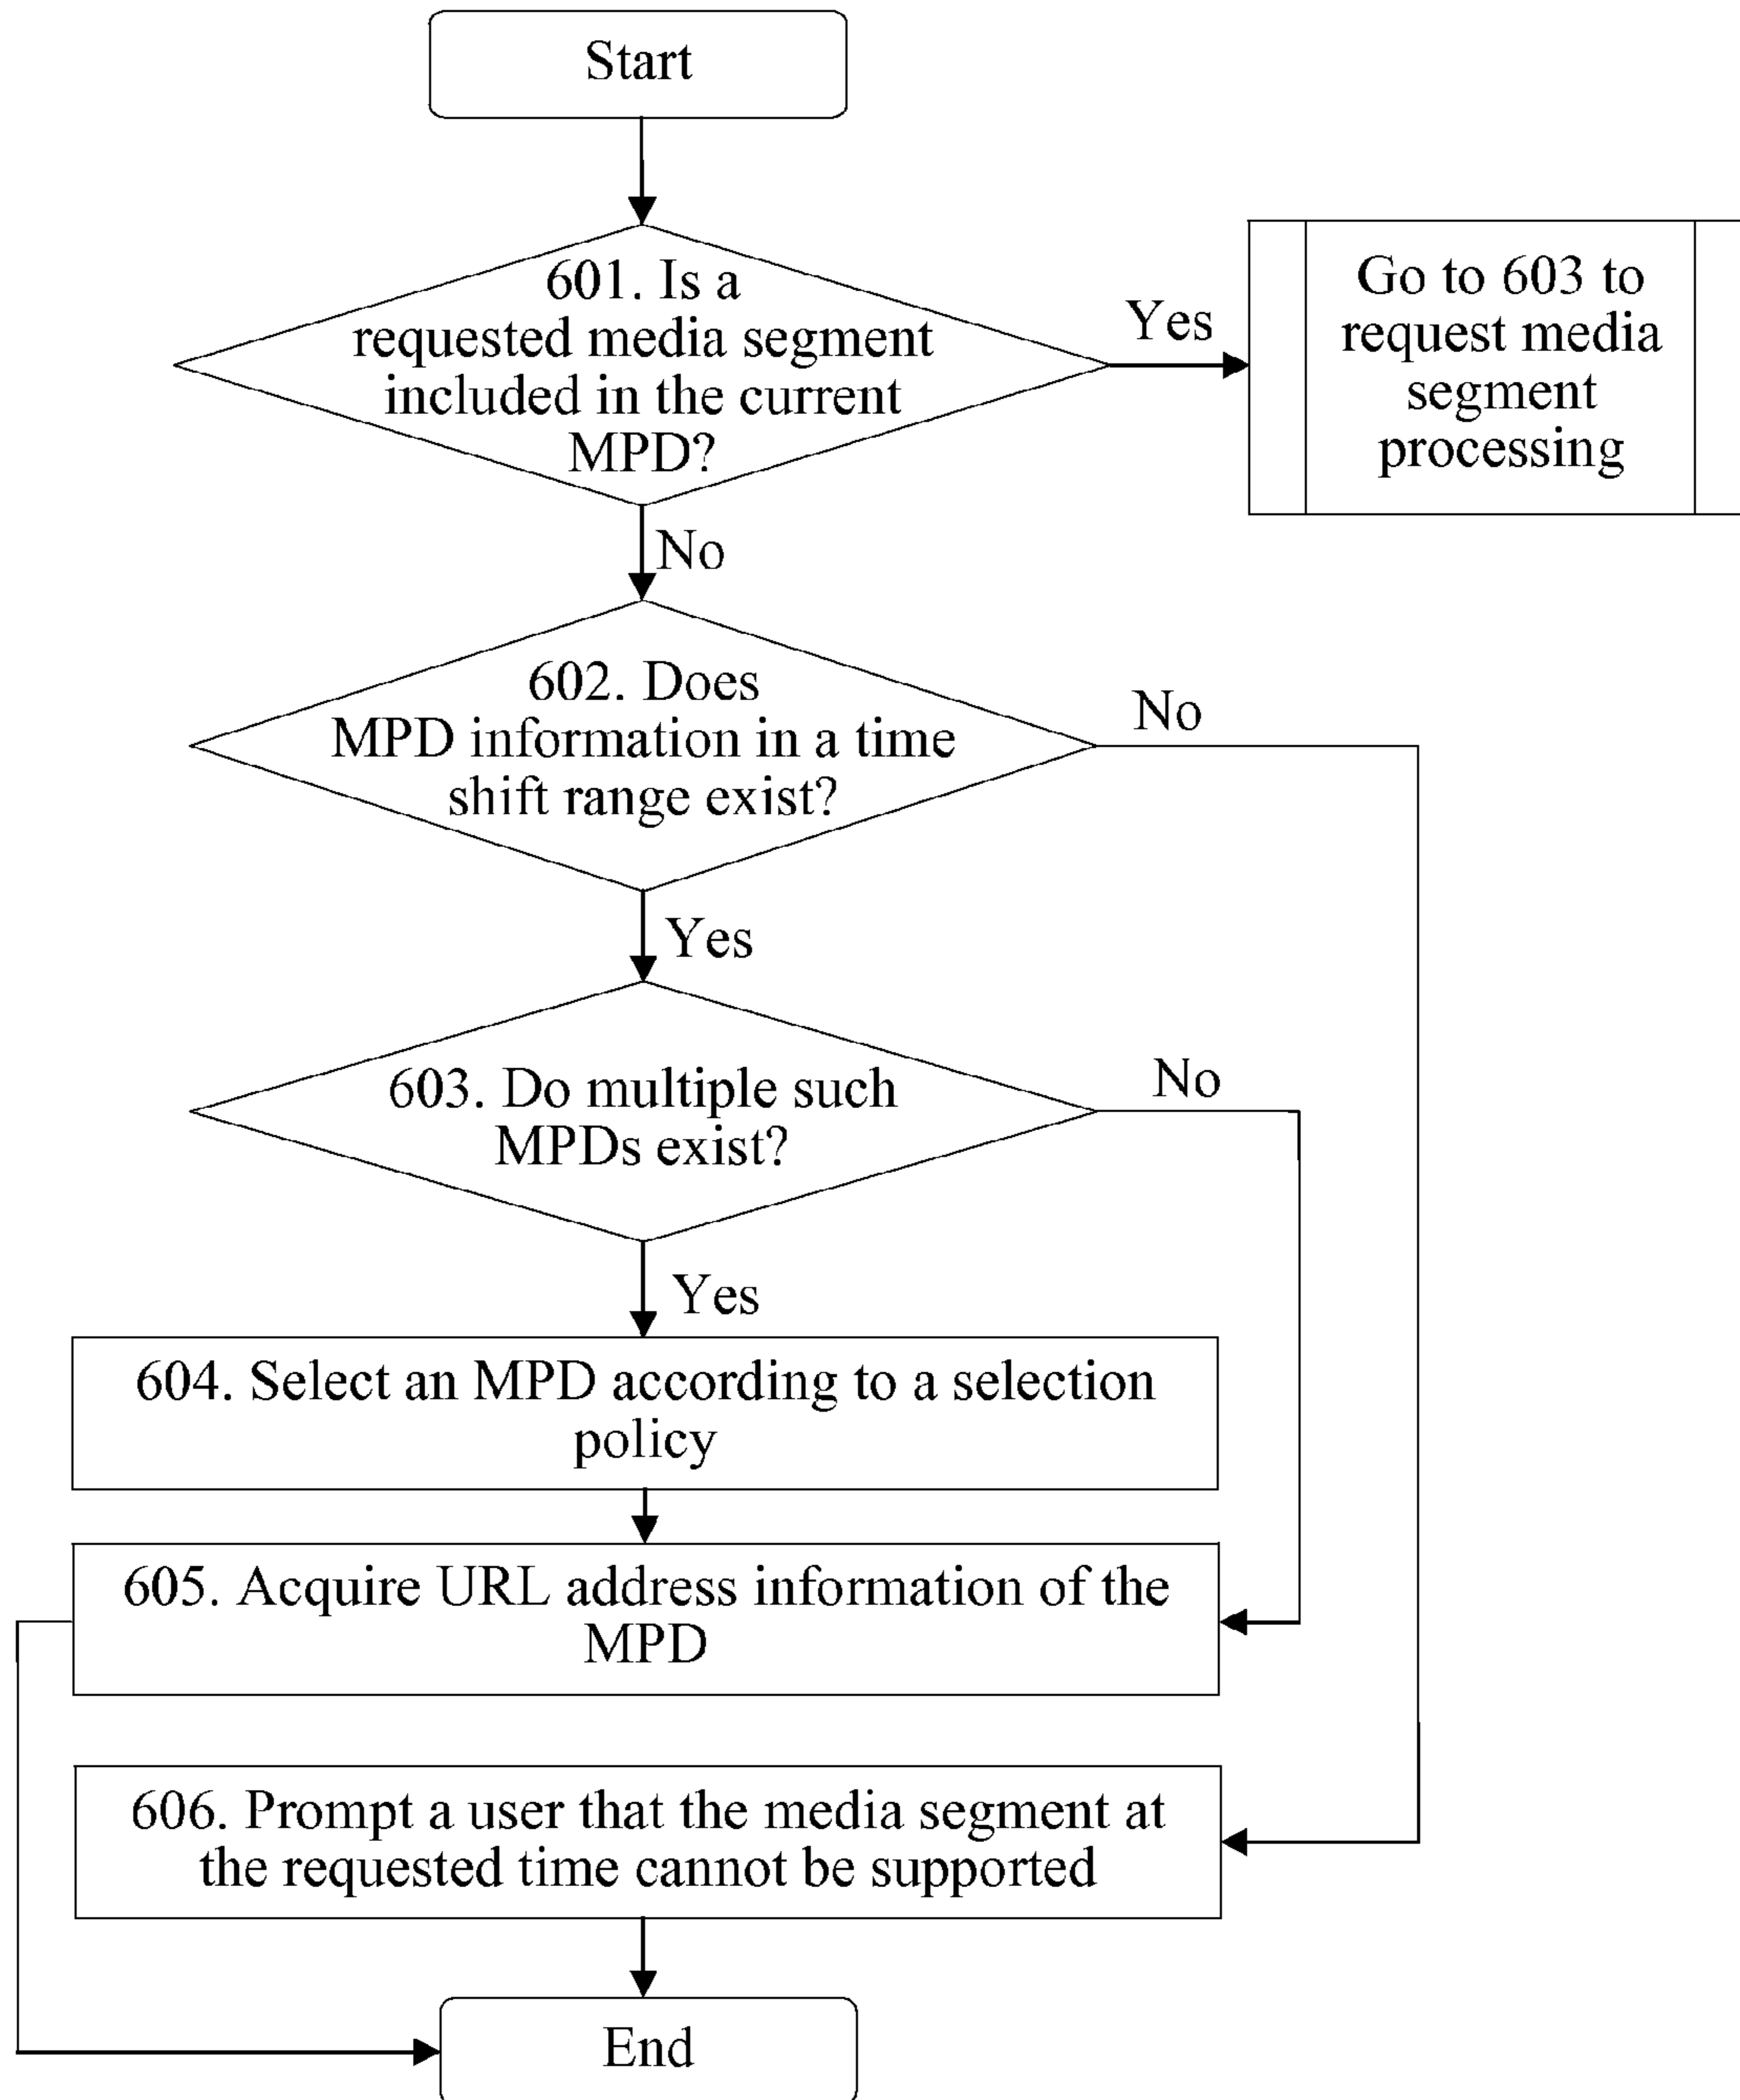 Start
601. Is a
requested media segment
included in the current
MPD?
Yes
Go to 603 to
request media
segment
processing
No
602. Does
MPD information in a time
shift range exist?
No
Yes
603. Do multiple such
MPDs exist?
No
Yes
604. Select an MPD according to a selection
policy
605. Acquire URL address information of the
MPD
606. Prompt a user that the media segment at
the requested time cannot be supported
End